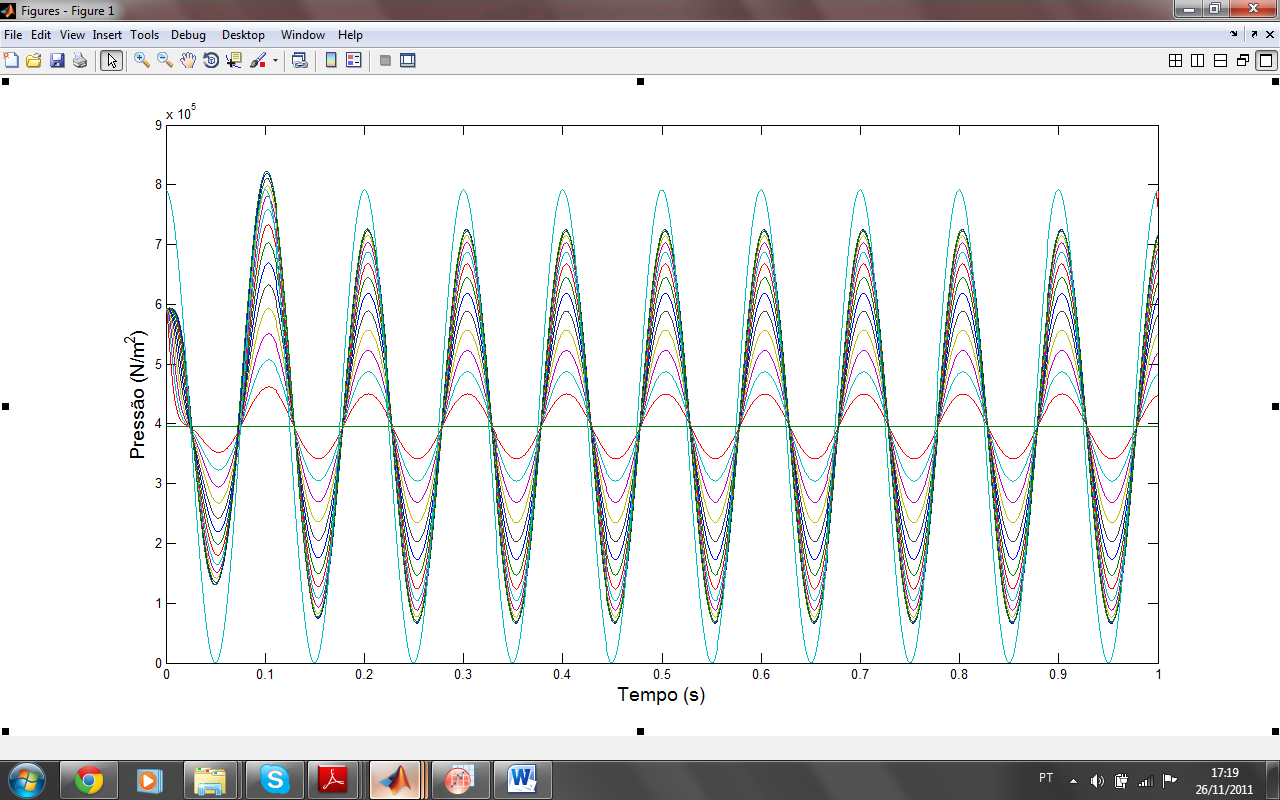 Figures - Figure 1
File Edit View Insert Tools Debug Desktop Window Help
x 10^5
9
8
7
6
5
4
3
2
1
0
Pressão (N/m^2)
0 0.1 0.2 0.3 0.4 0.5 0.6 0.7 0.8 0.9 1
Tempo (s)
PT
17:19
26/11/2011